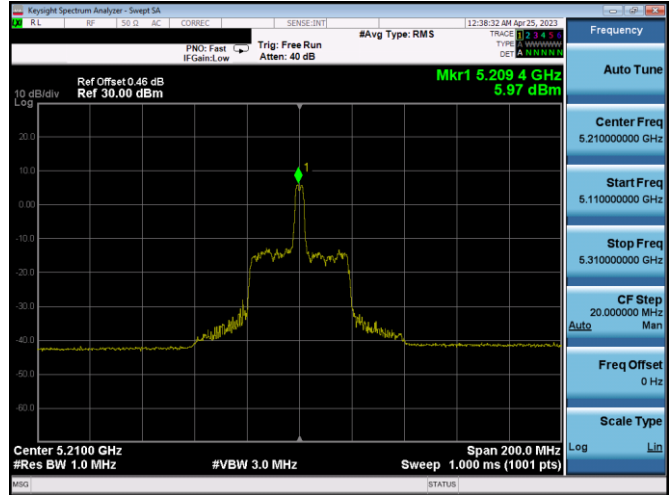 Keysight Spectrum Analyzer - Swept SA
RL RF 50 Ω AC CORREC SENSE:INT 12:38:32 AM Apr 25, 2023
#Avg Type: RMS
TRACE 1 2 3 4 5 6
PNO: Fast Trig: Free Run
TYPE A WWWWW
IFGain:Low Atten: 40 dB
DET A N N N N N
Mkr1 5.209 4 GHz
5.97 dBm
Ref Offset 0.46 dB
10 dB/div Ref 30.00 dBm
Log
20.0
10.0
0.00
-10.0
-20.0
-30.0
-40.0
-50.0
-60.0
1
Center 5.2100 GHz Span 200.0 MHz
#Res BW 1.0 MHz #VBW 3.0 MHz Sweep 1.000 ms (1001 pts)
MSG STATUS
Frequency
Auto Tune
Center Freq
5.210000000 GHz
Start Freq
5.110000000 GHz
Stop Freq
5.310000000 GHz
CF Step
20.000000 MHz
Auto Man
Freq Offset
0 Hz
Scale Type
Log Lin